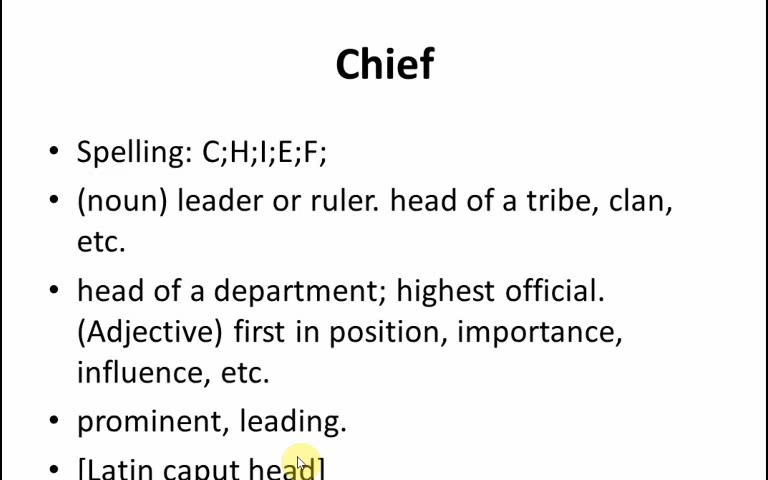 Chief
• Spelling: C;H;I;E;F;
• (noun) leader or ruler. head of a tribe, clan,
etc.
• head of a department; highest official.
(Adjective) first in position, importance,
influence, etc.
• prominent, leading.
• [Latin caput head]